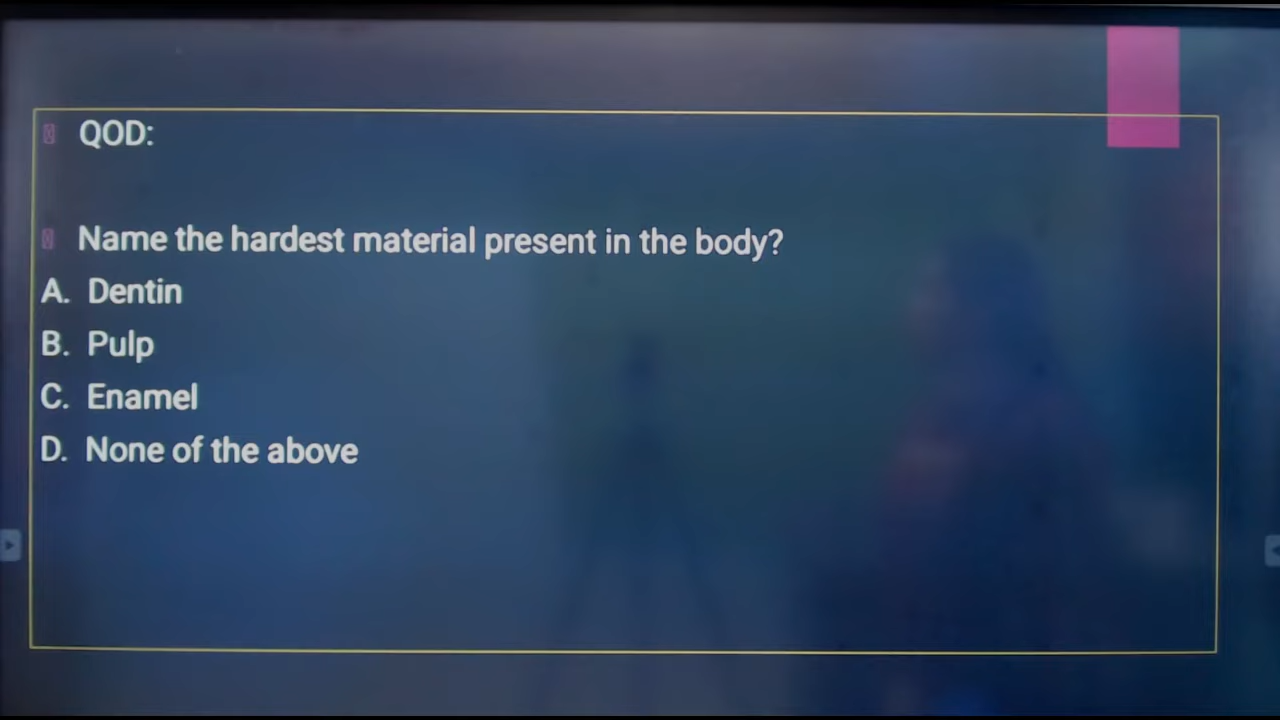 QOD:
Name the hardest material present in the body?
A. Dentin
B. Pulp
C. Enamel
D. None of the above